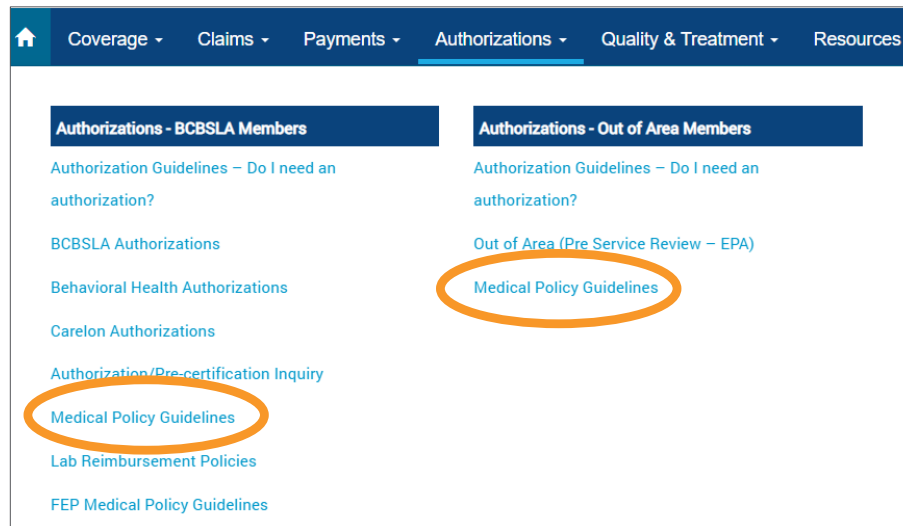 Coverage Claims Payments Authorizations Quality & Treatment Resources
Authorizations - BCBSLA Members
Authorization Guidelines – Do I need an
authorization?
BCBSLA Authorizations
Behavioral Health Authorizations
Carelon Authorizations
Authorization/Pre-certification Inquiry
Medical Policy Guidelines
Lab Reimbursement Policies
FEP Medical Policy Guidelines
Authorizations - Out of Area Members
Authorization Guidelines – Do I need an
authorization?
Out of Area (Pre Service Review – EPA)
Medical Policy Guidelines